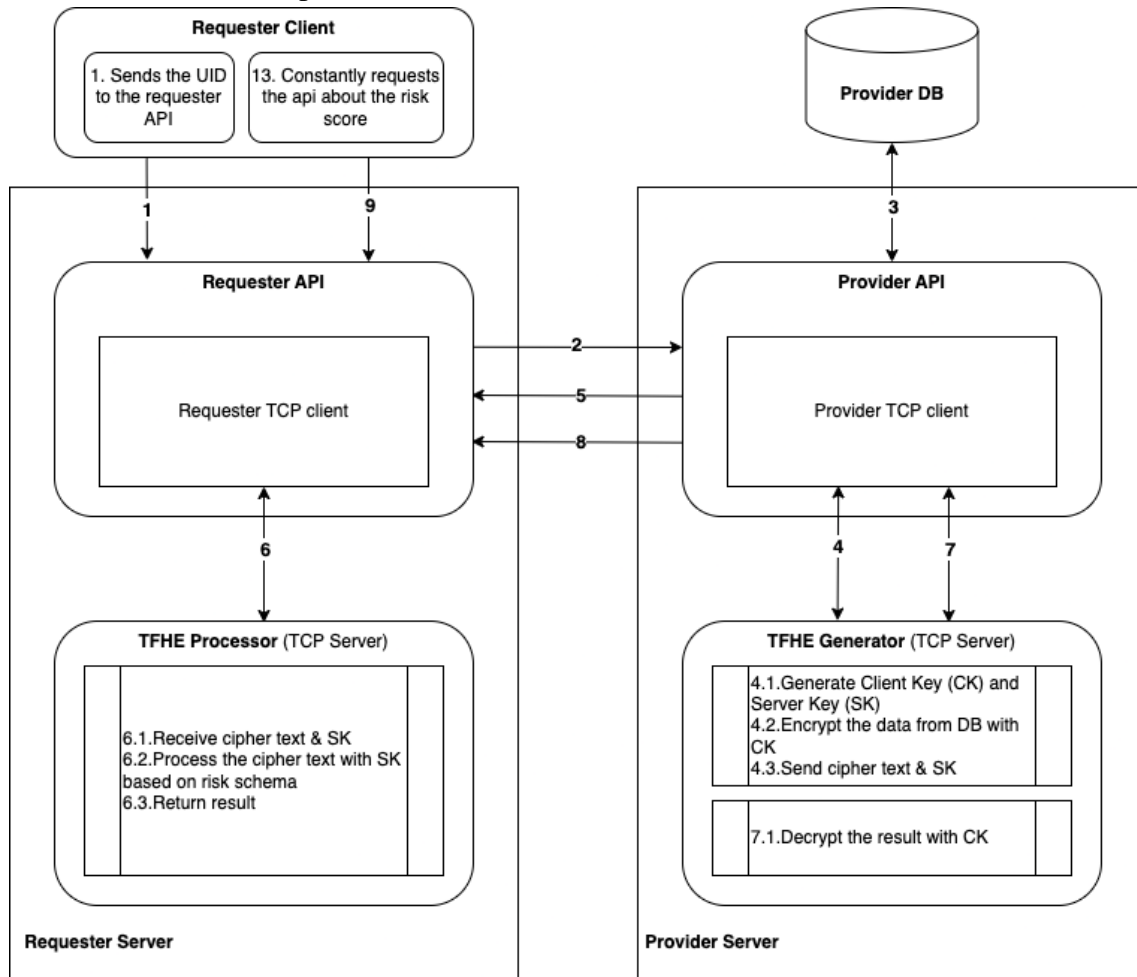 Requester Client
1. Sends the UID
to the requester
API
13. Constantly requests
the api about the risk
score
Provider DB
1
9
3
Requester API
Provider API
2
Requester TCP client
5
Provider TCP client
8
6
4
7
TFHE Processor (TCP Server)
6.1.Receive cipher text & SK
6.2.Process the cipher text with SK
based on risk schema
6.3.Return result
TFHE Generator (TCP Server)
4.1.Generate Client Key (CK) and
Server Key (SK)
4.2.Encrypt the data from DB with
CK
4.3.Send cipher text & SK
7.1.Decrypt the result with CK
Requester Server
Provider Server